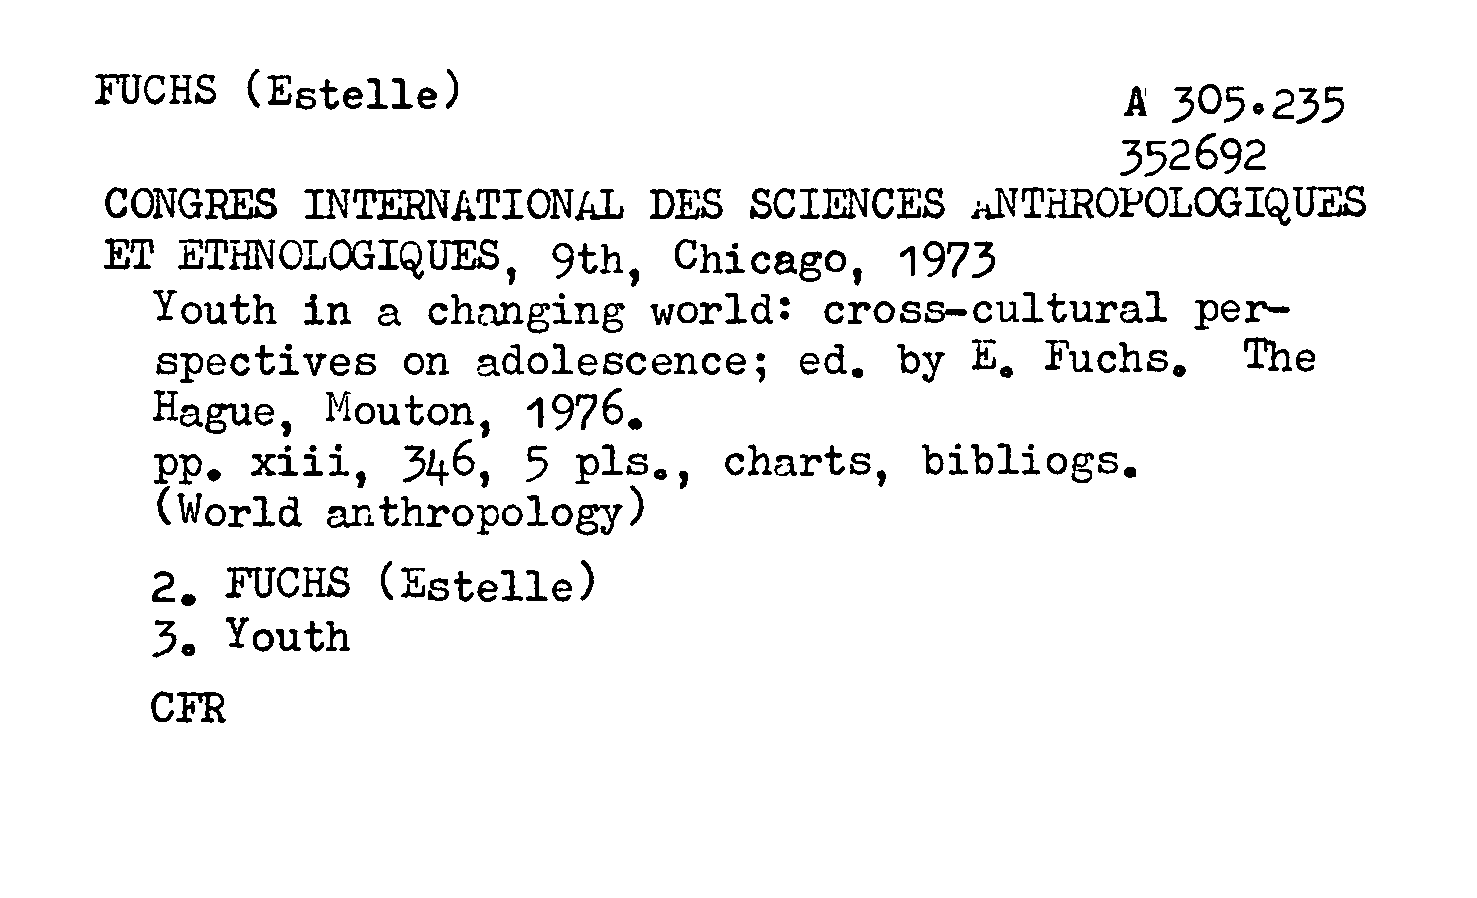 FUCHS (Estelle)
A 305.235
352692
CONGRES INTERNATIONAL DES SCIENCES ANTHROPOLOGIQUES
ET ETHNOLOGIQUES, 9th, Chicago, 1973
Youth in a changing world: cross-cultural per-
spectives on adolescence; ed. by E. Fuchs. The
Hague, Mouton, 1976.
pp. xiii, 346, 5 pls., charts, bibliogs.
(World anthropology)
2. FUCHS (Estelle)
3. Youth
CFR